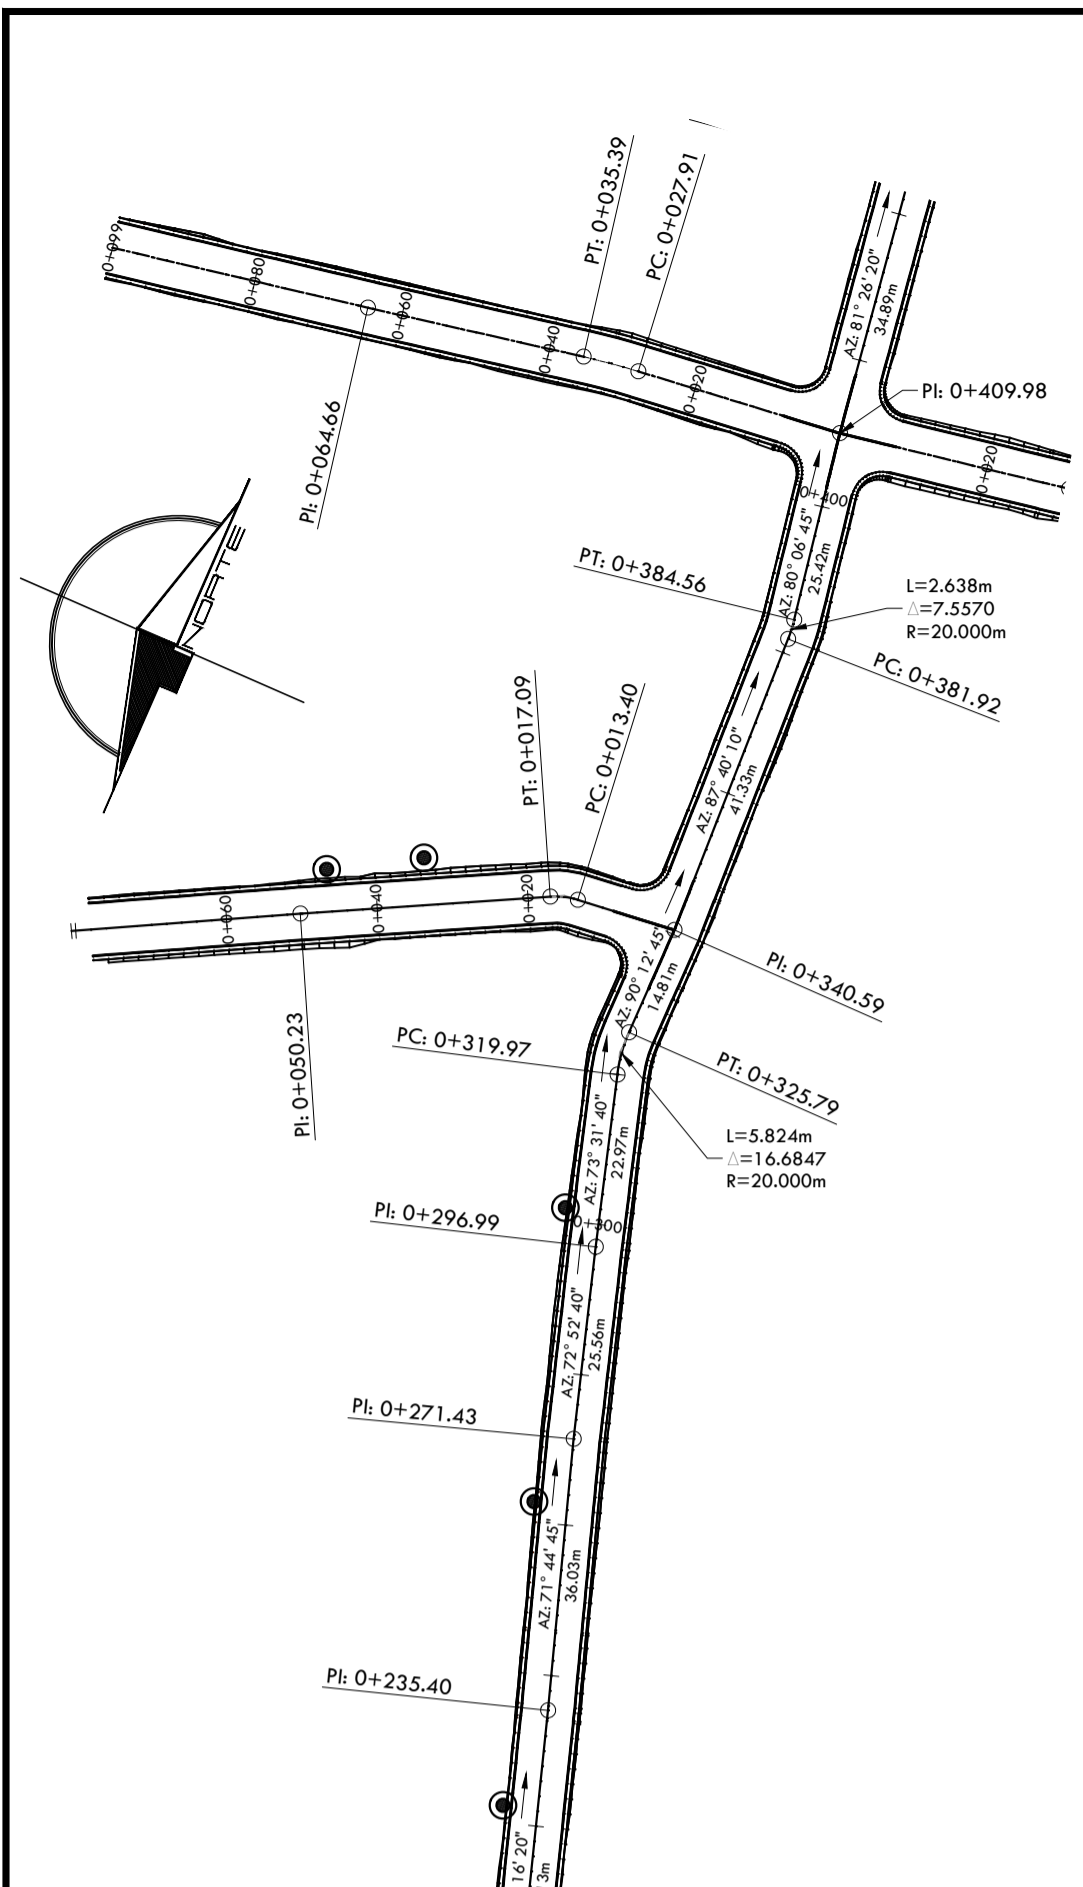 PT: 0+035.39
PC: 0+027.91
0+099
0+080
0+060
0+040
0+020
AZ: 81° 26' 20"
34.89m
PI: 0+409.98
0+020
PI: 0+064.66
NORTE
0+400
AZ: 80° 06' 45"
25.42m
PT: 0+384.56
L=2.638m
△=7.5570
R=20.000m
PC: 0+381.92
PT: 0+017.09
PC: 0+013.40
AZ: 87° 40' 10"
41.33m
0+060
0+040
0+020
AZ: 90° 12' 45"
14.81m
PI: 0+340.59
PI: 0+050.23
PC: 0+319.97
PT: 0+325.79
L=5.824m
△=16.6847
R=20.000m
AZ: 73° 31' 40"
22.97m
PI: 0+296.99
0+300
AZ: 72° 52' 40"
25.56m
PI: 0+271.43
AZ: 71° 44' 45"
36.03m
PI: 0+235.40
16' 20"
3m